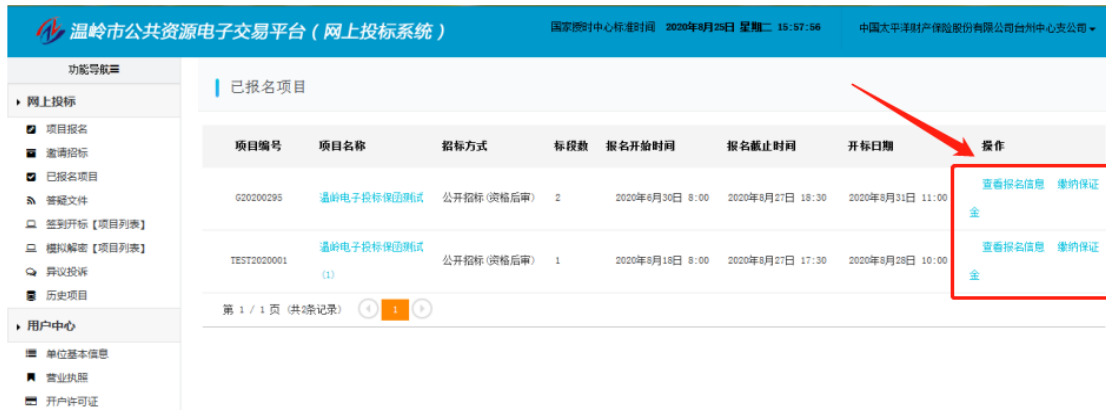 温岭市公共资源电子交易平台（网上投标系统）
国家授时中心标准时间 2020年8月25日 星期二 15:57:56
中国太平洋财产保险股份有限公司台州中心支公司
功能导航
网上投标
项目报名
邀请招标
已报名项目
答疑文件
签到开标【项目列表】
模拟解密【项目列表】
异议投诉
历史项目
用户中心
单位基本信息
营业执照
开户许可证
已报名项目
项目编号 项目名称 招标方式 标段数 报名开始时间 报名截止时间 开标日期 操作
G20200295 温岭电子投标保函测试 公开招标(资格后审) 2 2020年6月30日 8:00 2020年8月27日 18:30 2020年8月31日 11:00 查看报名信息 缴纳保证
金
TEST2020001 温岭电子投标保函测试 公开招标(资格后审) 1 2020年8月18日 8:00 2020年8月27日 17:30 2020年8月28日 10:00 查看报名信息 缴纳保证
(1) 金
第 1 / 1 页 (共2条记录) 1